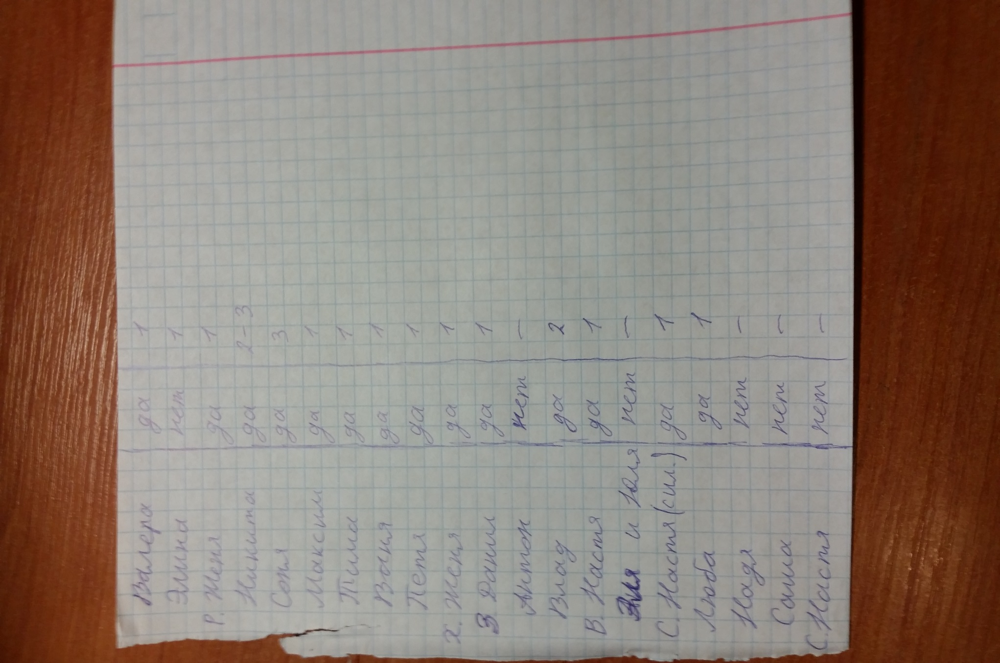 Валера да 1
Элина нет 1
Р. Женя да 1
Никита да 2-3
Соня да 3
Максим да 1
Тима да 1
Ваня да 1
Петя да 1
Х. Женя да 1
З. Данил да 1
Антон нет –
Влад да 2
В. Настя да 1
и Юля нет –
С. Настя (сил.) да 1
Люба да 1
Надя нет –
Саша нет –
С. Настя нет –